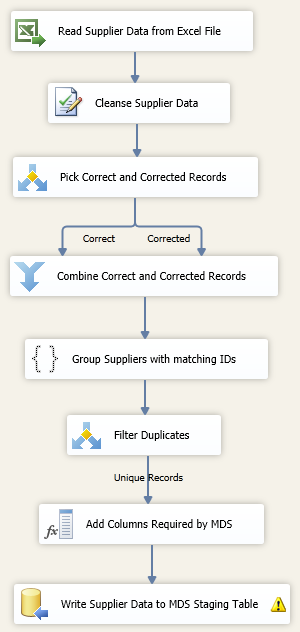 Read Supplier Data from Excel File
Cleanse Supplier Data
Pick Correct and Corrected Records
Correct Corrected
Combine Correct and Corrected Records
Group Suppliers with matching IDs
Filter Duplicates
Unique Records
fx Add Columns Required by MDS
Write Supplier Data to MDS Staging Table